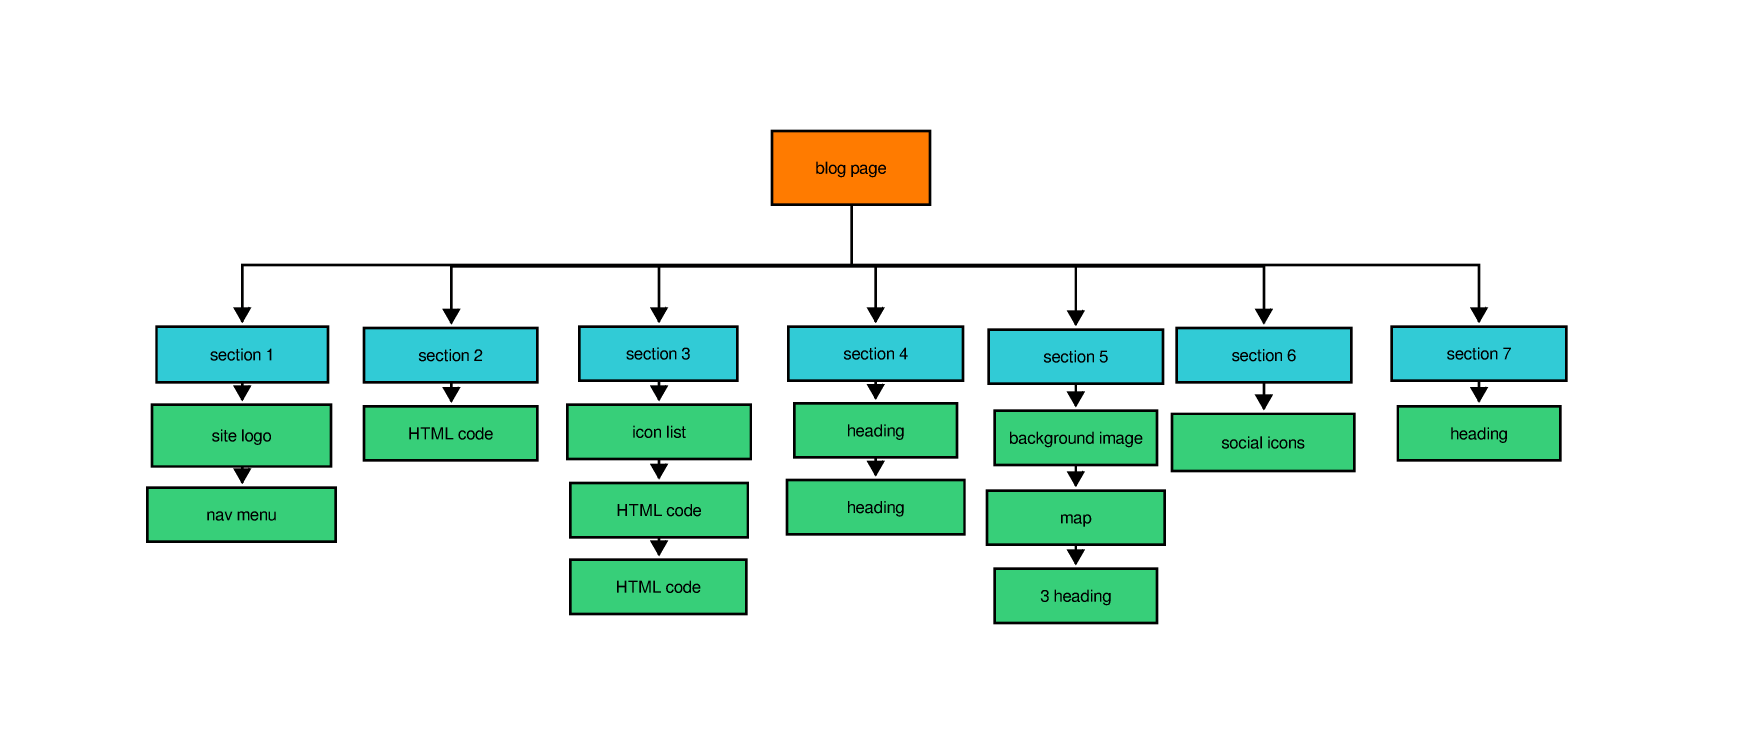 blog page
section 1
section 2
section 3
section 4
section 5
section 6
section 7
site logo
HTML code
icon list
heading
background image
social icons
heading
nav menu
HTML code
heading
map
HTML code
3 heading